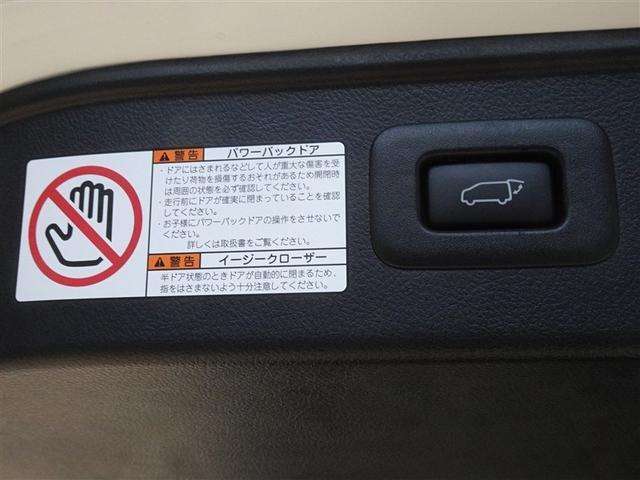 警告 パワーバックドア
・ドアにはさまれるなどして人が重大な傷害を受
けたり荷物を損傷するおそれがあるため開閉時
は周囲の状態を必ず確認してください。
・走行前にドアが確実に閉まっていることを確認
してください。
・お子様にパワーバックドアの操作をさせないで
ください。
詳しくは取扱書をご覧ください。
警告 イージークローザー
半ドア状態のときドアが自動的に閉まるため、
指をはさまないよう十分注意してください。